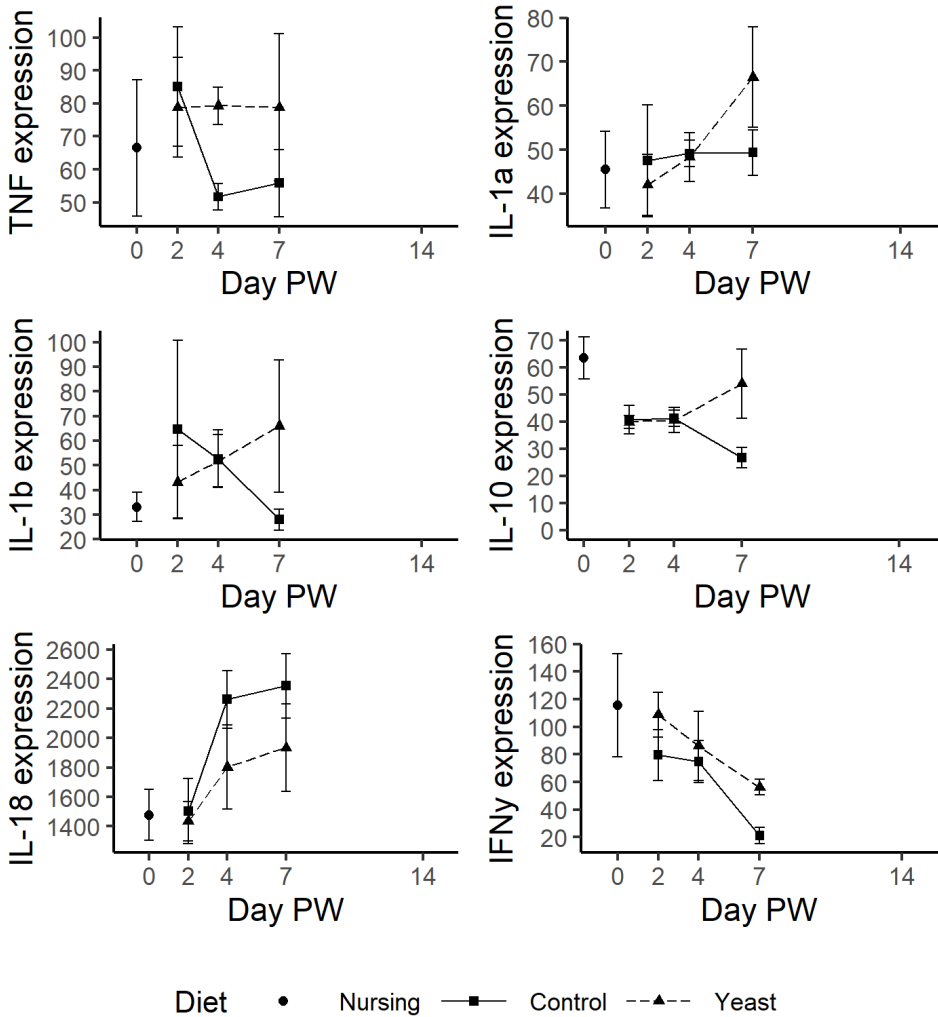 TNF expression
100
90
80
70
60
50
0 2 4 7 14
Day PW
IL-1a expression
80
70
60
50
40
0 2 4 7 14
Day PW
IL-1b expression
100
90
80
70
60
50
40
30
20
0 2 4 7 14
Day PW
IL-10 expression
70
60
50
40
30
20
10
0
0 2 4 7 14
Day PW
IL-18 expression
2600
2400
2200
2000
1800
1600
1400
0 2 4 7 14
Day PW
IFNy expression
160
140
120
100
80
60
40
20
0 2 4 7 14
Day PW
Diet Nursing Control Yeast